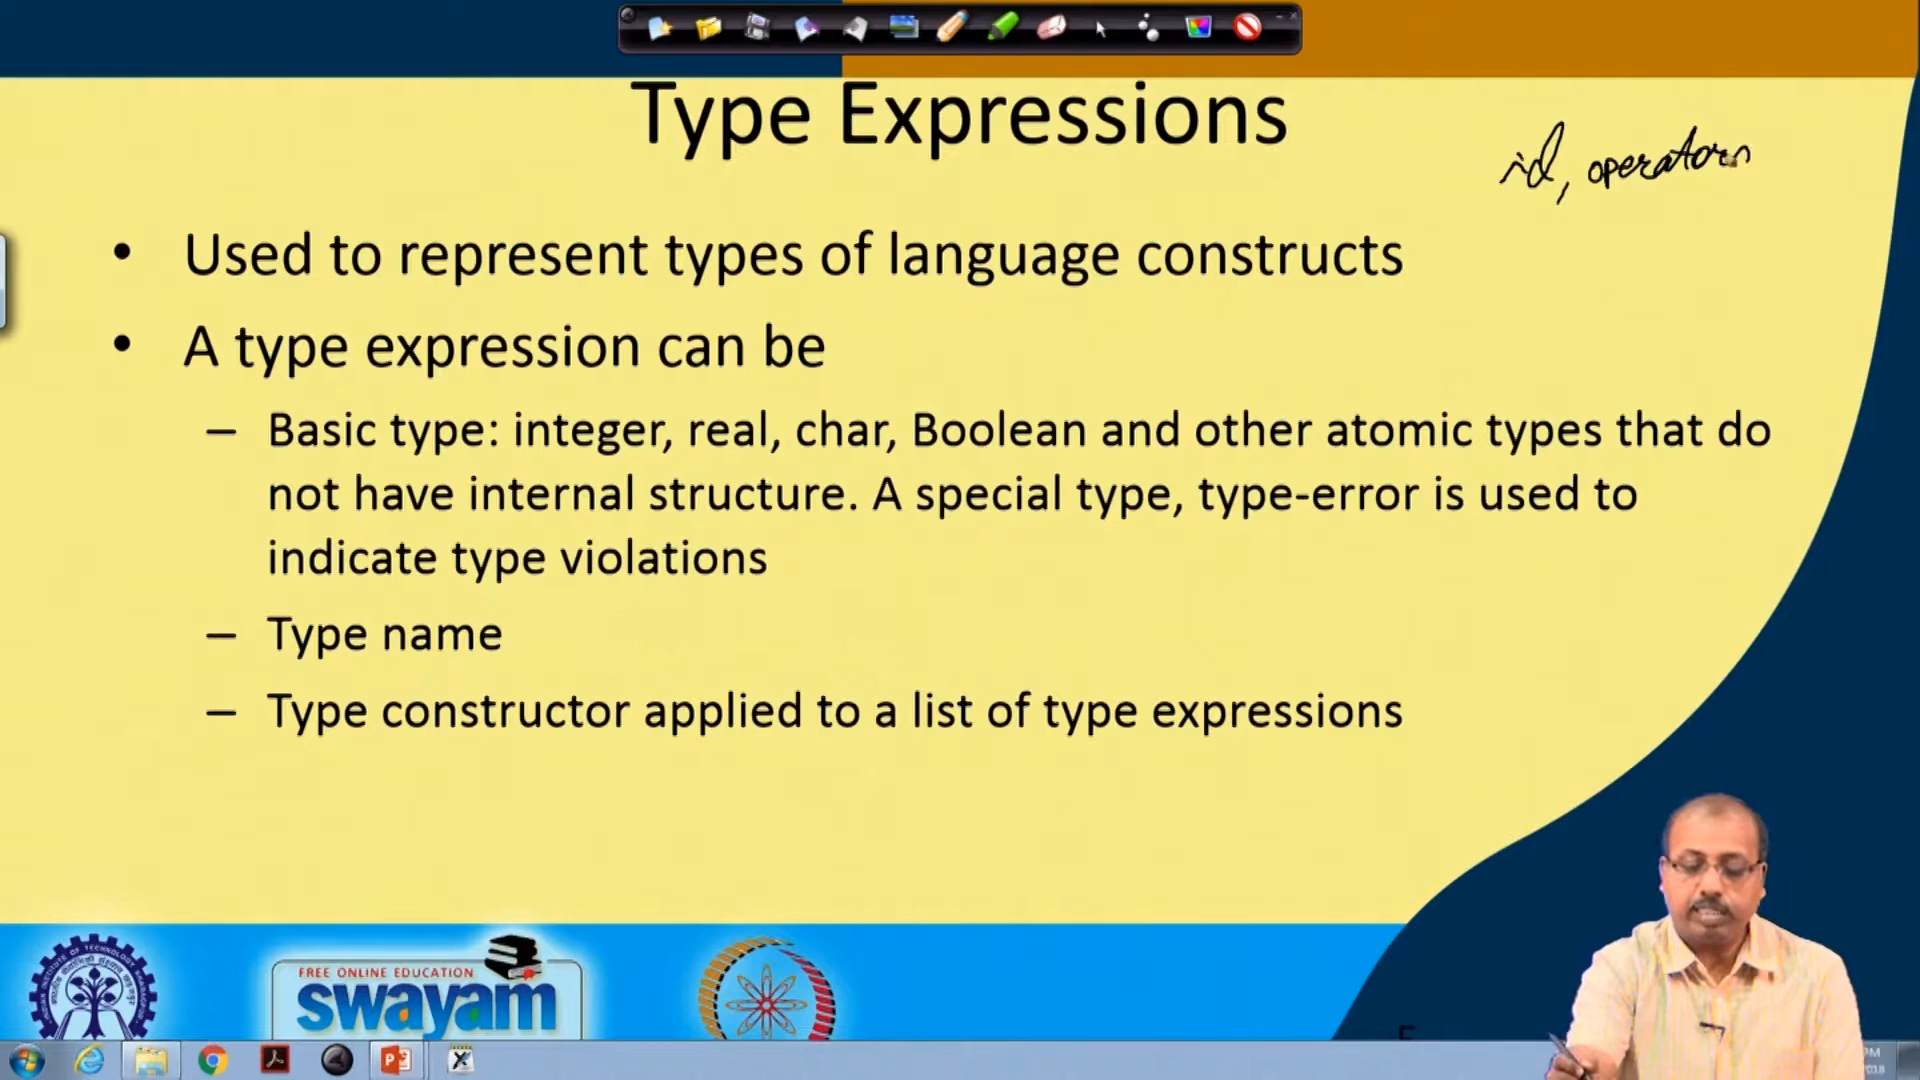 Type Expressions
id, operators
• Used to represent types of language constructs
• A type expression can be
– Basic type: integer, real, char, Boolean and other atomic types that do
not have internal structure. A special type, type-error is used to
indicate type violations
– Type name
– Type constructor applied to a list of type expressions
FREE ONLINE EDUCATION
swayam